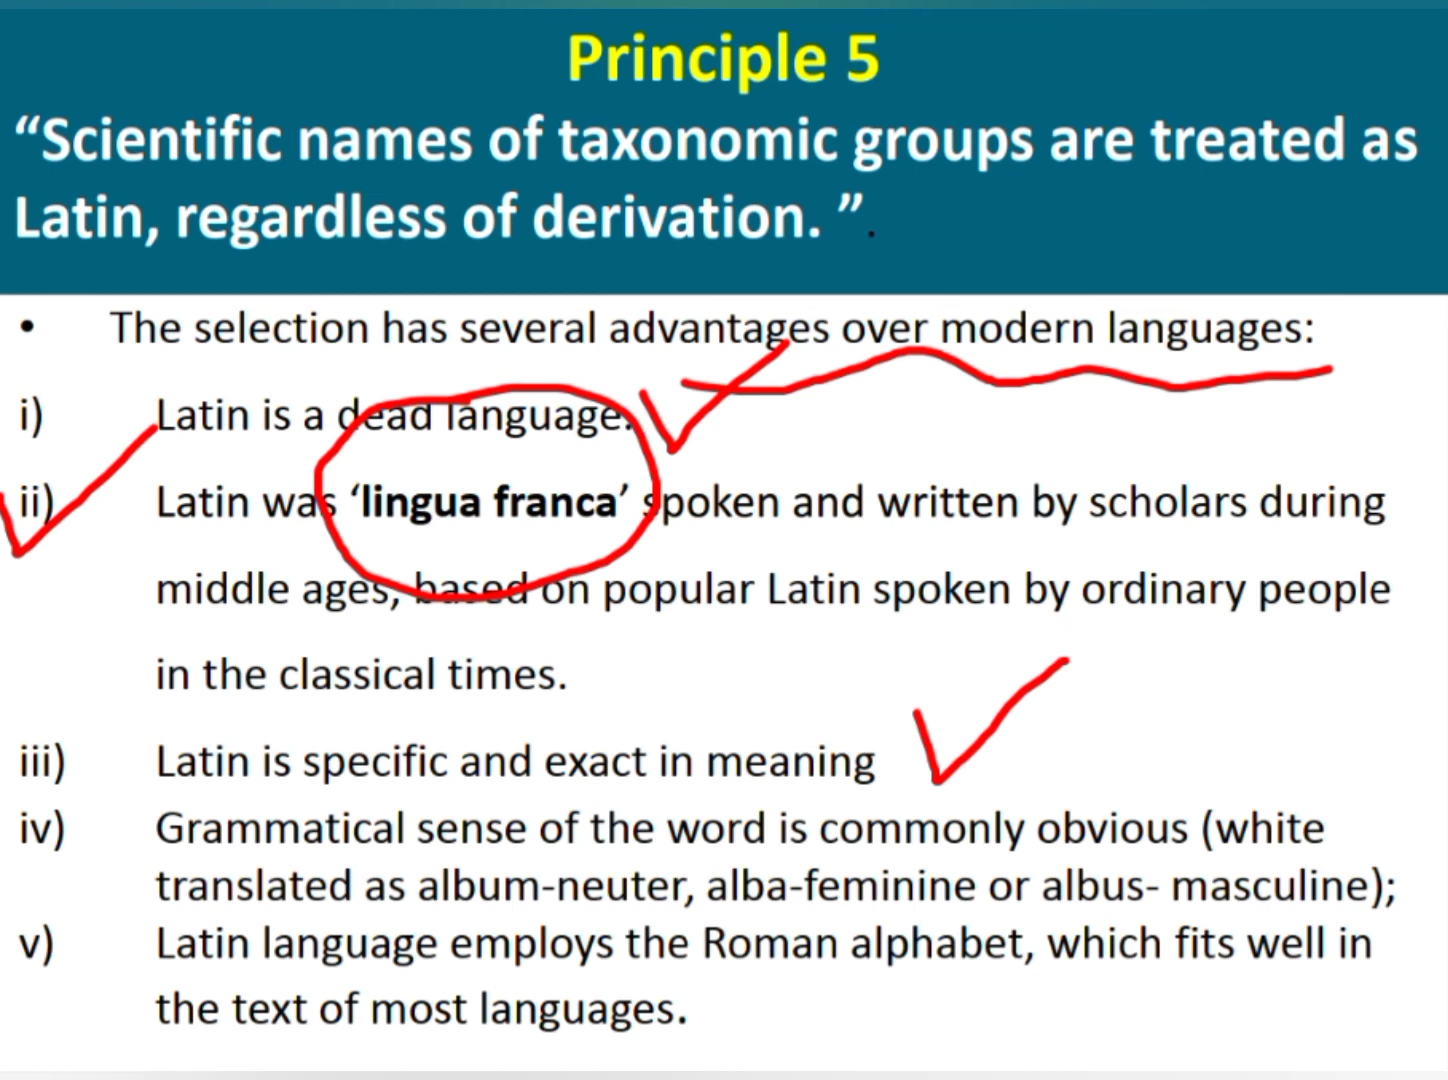 Principle 5
“Scientific names of taxonomic groups are treated as
Latin, regardless of derivation. ”.
• The selection has several advantages over modern languages:
i) Latin is a dead language.
ii) Latin was ‘lingua franca’ spoken and written by scholars during
middle ages, based on popular Latin spoken by ordinary people
in the classical times.
iii) Latin is specific and exact in meaning
iv) Grammatical sense of the word is commonly obvious (white
translated as album-neuter, alba-feminine or albus- masculine);
v) Latin language employs the Roman alphabet, which fits well in
the text of most languages.